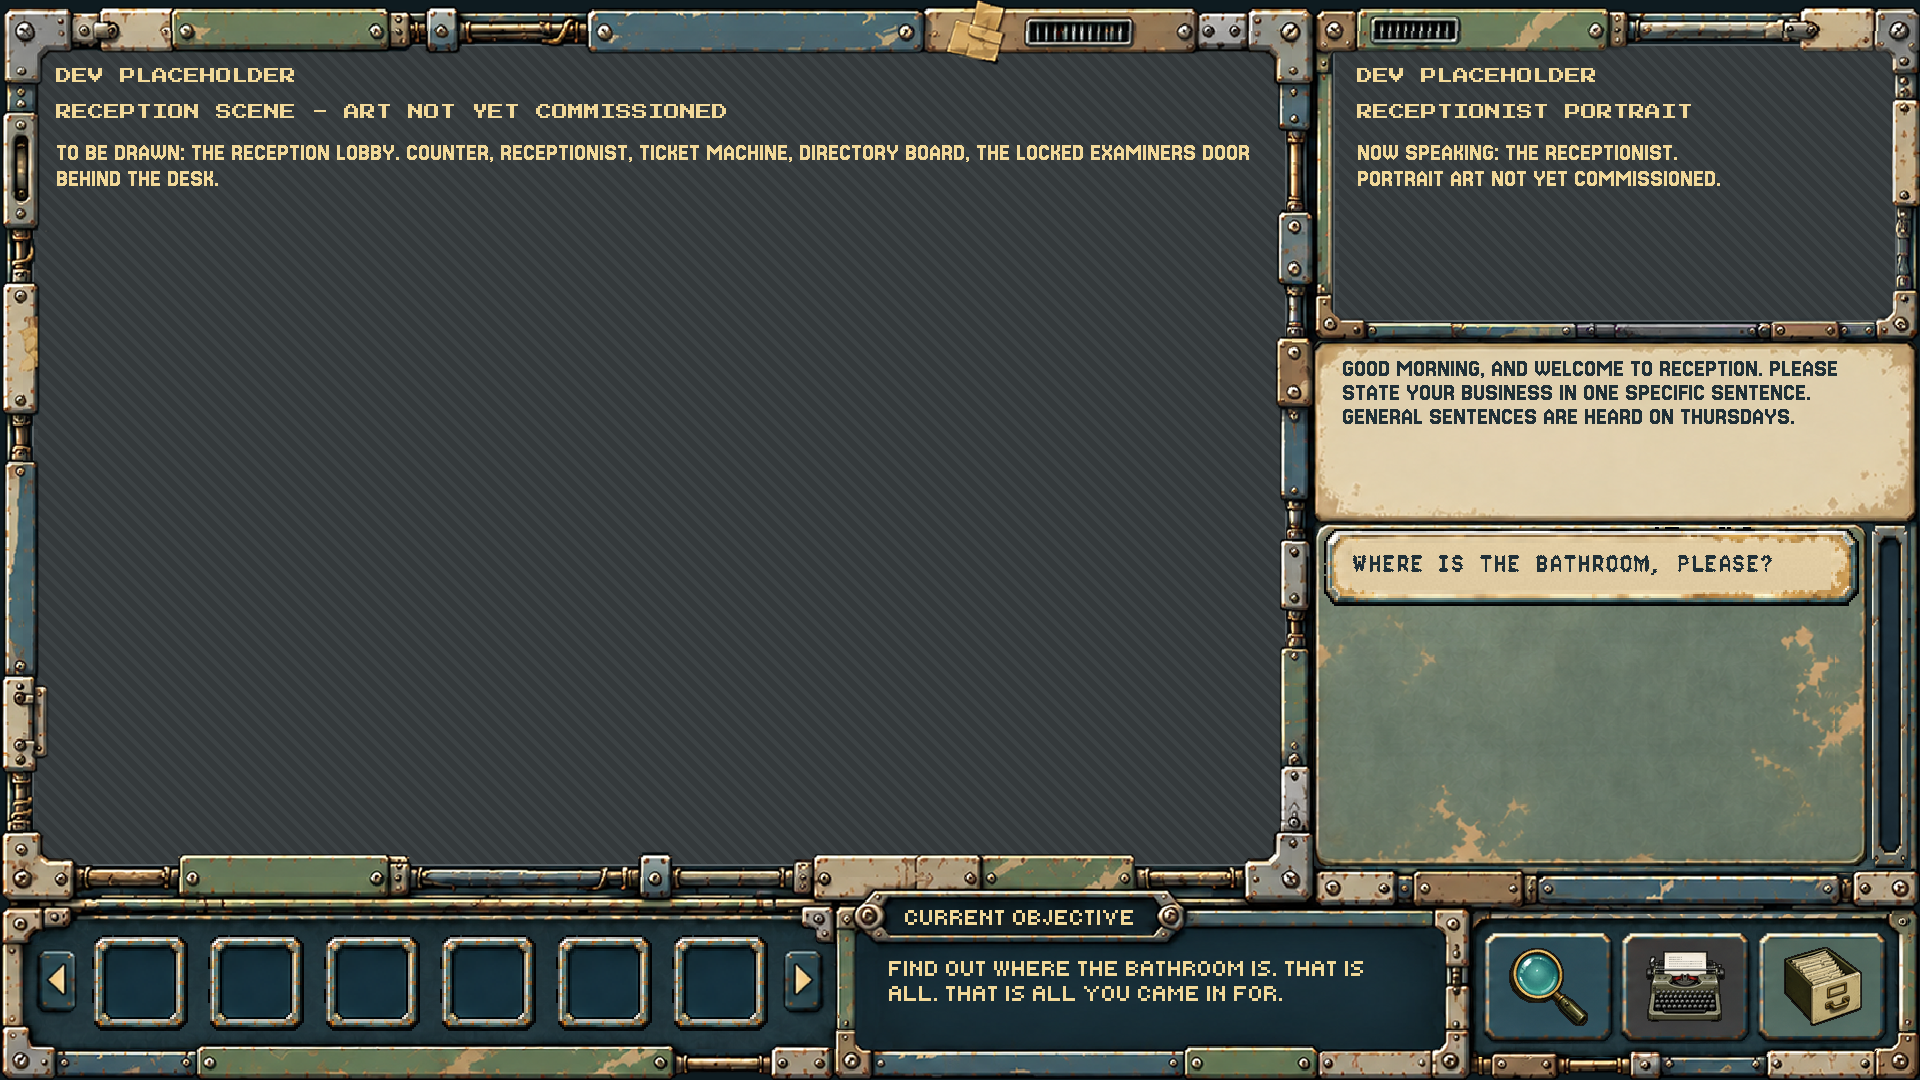 DEV PLACEHOLDER
RECEPTION SCENE - ART NOT YET COMMISSIONED
TO BE DRAWN: THE RECEPTION LOBBY. COUNTER, RECEPTIONIST, TICKET MACHINE, DIRECTORY BOARD, THE LOCKED EXAMINERS DOOR
BEHIND THE DESK.
DEV PLACEHOLDER
RECEPTIONIST PORTRAIT
NOW SPEAKING: THE RECEPTIONIST.
PORTRAIT ART NOT YET COMMISSIONED.
GOOD MORNING, AND WELCOME TO RECEPTION. PLEASE
STATE YOUR BUSINESS IN ONE SPECIFIC SENTENCE.
GENERAL SENTENCES ARE HEARD ON THURSDAYS.
WHERE IS THE BATHROOM, PLEASE?
CURRENT OBJECTIVE
FIND OUT WHERE THE BATHROOM IS. THAT IS
ALL. THAT IS ALL YOU CAME IN FOR.